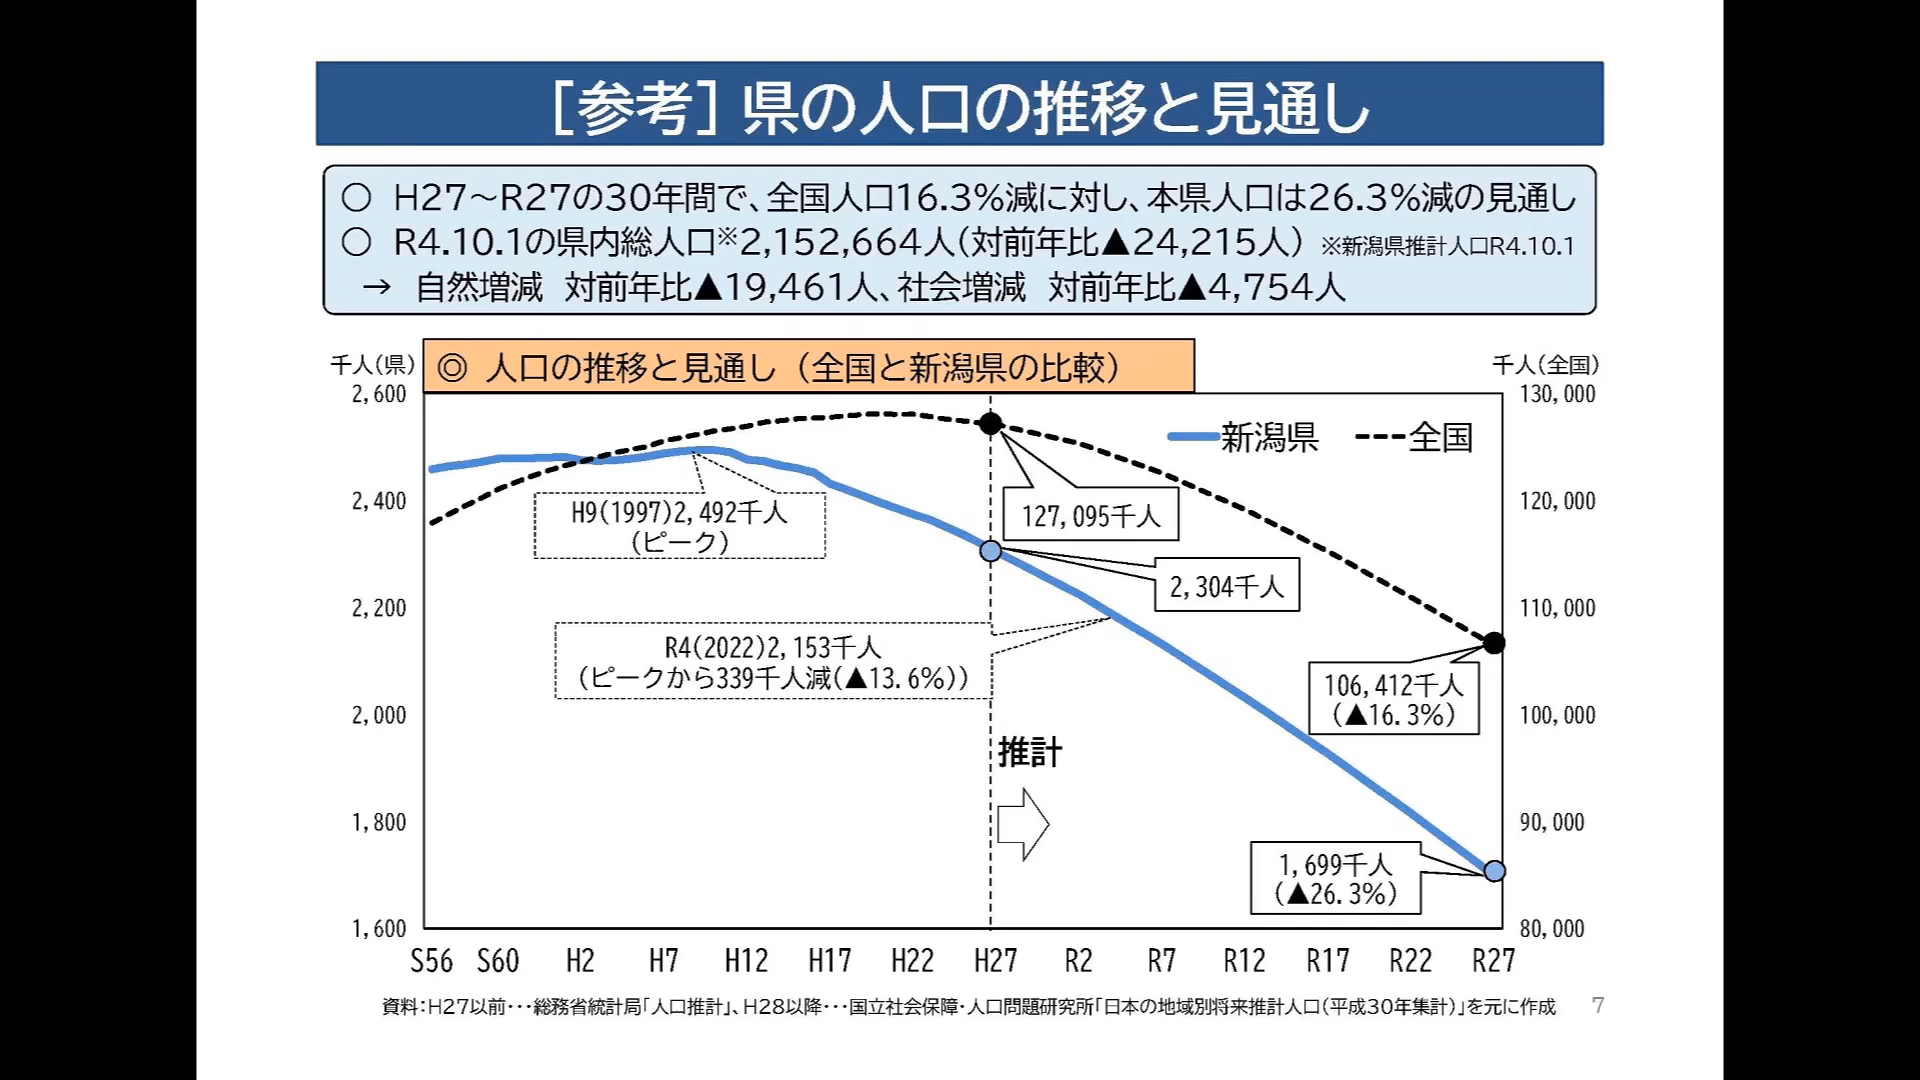 ［参考］県の人口の推移と見通し
○ H27～R27の30年間で、全国人口16.3％減に対し、本県人口は26.3％減の見通し
○ R4.10.1の県内総人口※2,152,664人（対前年比▲24,215人） ※新潟県推計人口R4.10.1
→ 自然増減 対前年比▲19,461人、社会増減 対前年比▲4,754人
千人（県）
◎ 人口の推移と見通し（全国と新潟県の比較）
千人（全国）
2,600
2,400
2,200
2,000
1,800
1,600
130,000
120,000
110,000
100,000
90,000
80,000
新潟県
全国
H9(1997)2,492千人
（ピーク）
127,095千人
2,304千人
R4(2022)2,153千人
（ピークから339千人減(▲13.6%)）
106,412千人
（▲16.3%）
推計
1,699千人
（▲26.3%）
S56 S60 H2 H7 H12 H17 H22 H27 R2 R7 R12 R17 R22 R27
資料：H27以前･･･総務省統計局「人口推計」、H28以降･･･国立社会保障・人口問題研究所「日本の地域別将来推計人口（平成30年集計）」を元に作成
7